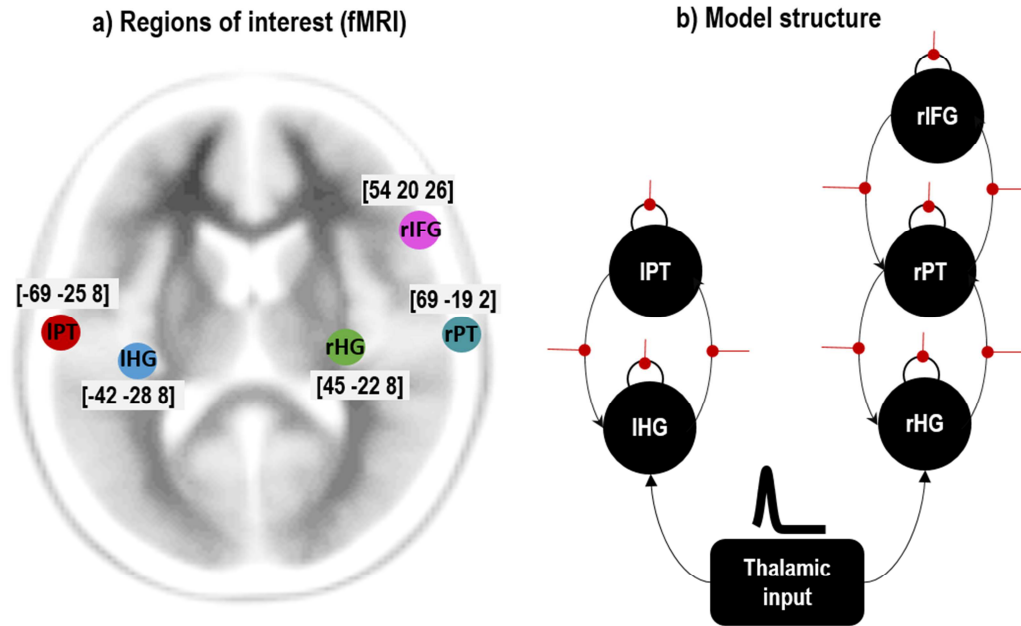 a) Regions of interest (fMRI)
[54 20 26]
rIFG
[-69 -25 8]
[69 -19 2]
lPT
rPT
lHG
rHG
[-42 -28 8]
[45 -22 8]
b) Model structure
rIFG
lPT
rPT
lHG
rHG
Thalamic
input